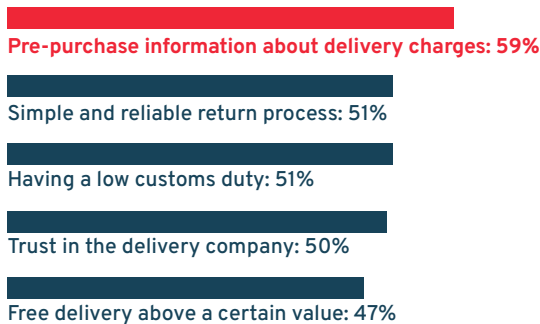 Pre-purchase information about delivery charges: 59%
Simple and reliable return process: 51%
Having a low customs duty: 51%
Trust in the delivery company: 50%
Free delivery above a certain value: 47%